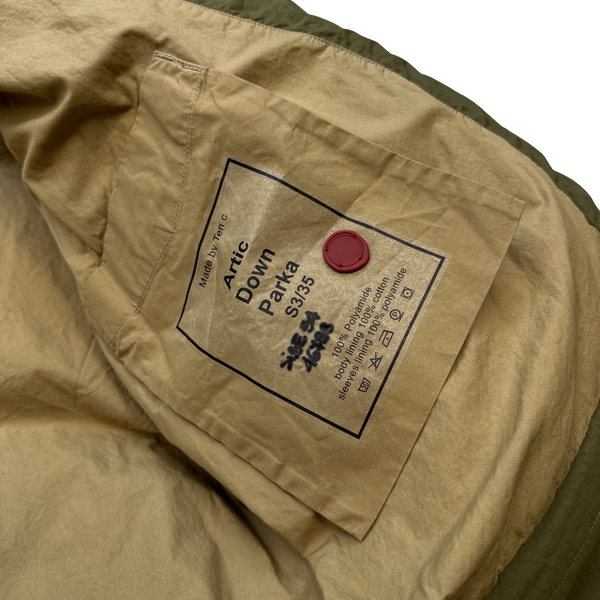 Made by Ten c
Artic
Down
Parka
S3/35
100% Polyamide
body lining 100% cotton
sleeves lining 100% polyamide